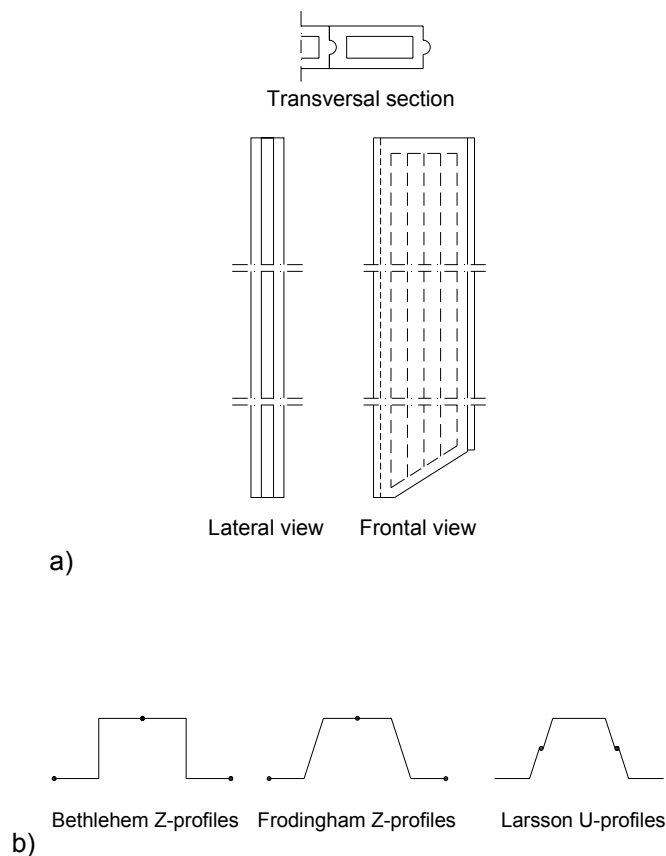 Transversal section
Lateral view Frontal view
a)
Bethlehem Z-profiles Frodingham Z-profiles Larsson U-profiles
b)